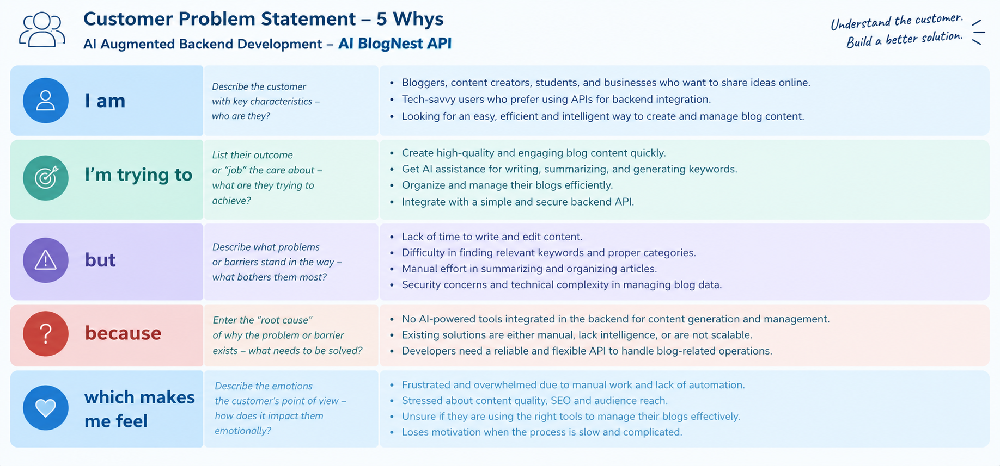 Customer Problem Statement – 5 Whys
AI Augmented Backend Development – AI BlogNest API
Understand the customer.
Build a better solution.
I am
Describe the customer
with key characteristics –
who are they?
• Bloggers, content creators, students, and businesses who want to share ideas online.
• Tech-savvy users who prefer using APIs for backend integration.
• Looking for an easy, efficient and intelligent way to create and manage blog content.
I'm trying to
List their outcome
or “job” the care about –
what are they trying to
achieve?
• Create high-quality and engaging blog content quickly.
• Get AI assistance for writing, summarizing, and generating keywords.
• Organize and manage their blogs efficiently.
• Integrate with a simple and secure backend API.
but
Describe what problems
or barriers stand in the way –
what bothers them most?
• Lack of time to write and edit content.
• Difficulty in finding relevant keywords and proper categories.
• Manual effort in summarizing and organizing articles.
• Security concerns and technical complexity in managing blog data.
because
Enter the “root cause”
of why the problem or barrier
exists – what needs to be solved?
• No AI-powered tools integrated in the backend for content generation and management.
• Existing solutions are either manual, lack intelligence, or are not scalable.
• Developers need a reliable and flexible API to handle blog-related operations.
which makes
me feel
Describe the emotions
the customer's point of view –
how does it impact them
emotionally?
• Frustrated and overwhelmed due to manual work and lack of automation.
• Stressed about content quality, SEO and audience reach.
• Unsure if they are using the right tools to manage their blogs effectively.
• Loses motivation when the process is slow and complicated.